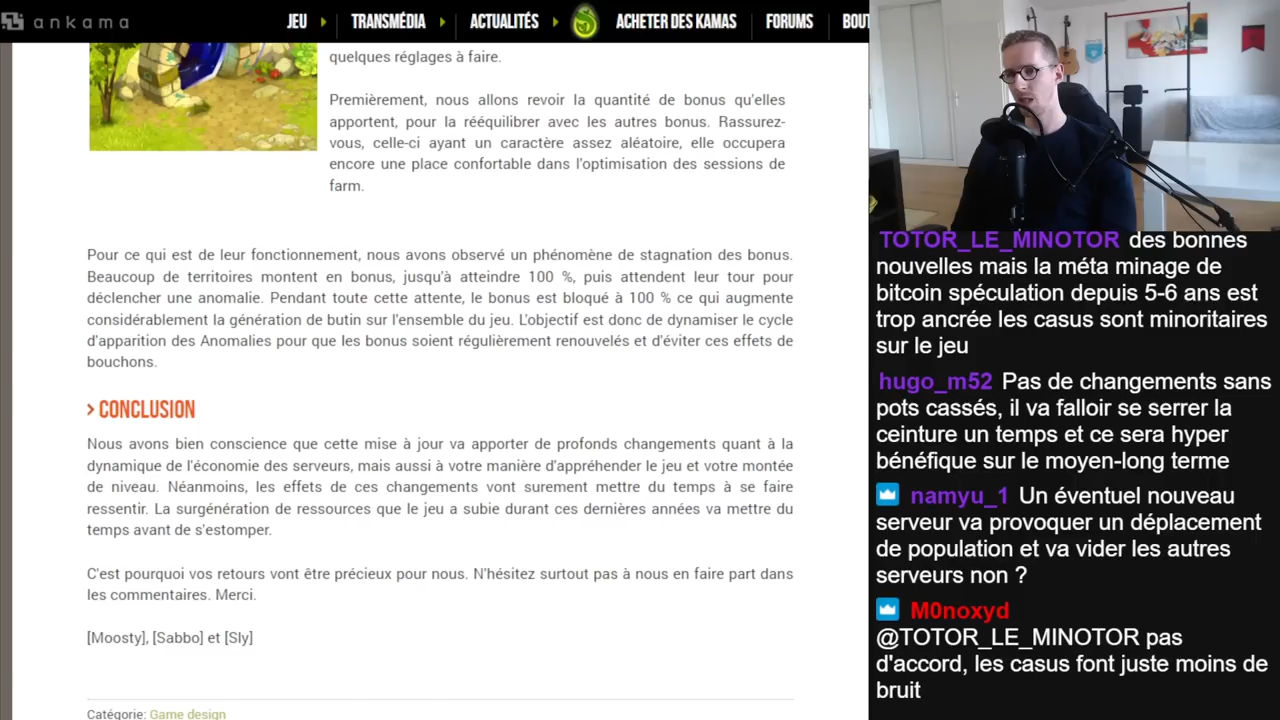 ankama
JEU
TRANSMÉDIA
ACTUALITÉS
ACHETER DES KAMAS
FORUMS
BOUT
quelques réglages à faire.
Premièrement, nous allons revoir la quantité de bonus qu'elles
apportent, pour la rééquilibrer avec les autres bonus. Rassurez-
vous, celle-ci ayant un caractère assez aléatoire, elle occupera
encore une place confortable dans l'optimisation des sessions de
farm.
Pour ce qui est de leur fonctionnement, nous avons observé un phénomène de stagnation des bonus.
Beaucoup de territoires montent en bonus, jusqu'à atteindre 100 %, puis attendent leur tour pour
déclencher une anomalie. Pendant toute cette attente, le bonus est bloqué à 100 % ce qui augmente
considérablement la génération de butin sur l'ensemble du jeu. L'objectif est donc de dynamiser le cycle
d'apparition des Anomalies pour que les bonus soient régulièrement renouvelés et d'éviter ces effets de
bouchons.
> CONCLUSION
Nous avons bien conscience que cette mise à jour va apporter de profonds changements quant à la
dynamique de l'économie des serveurs, mais aussi à votre manière d'appréhender le jeu et votre montée
de niveau. Néanmoins, les effets de ces changements vont surement mettre du temps à se faire
ressentir. La surgénération de ressources que le jeu a subie durant ces dernières années va mettre du
temps avant de s'estomper.
C'est pourquoi vos retours vont être précieux pour nous. N'hésitez surtout pas à nous en faire part dans
les commentaires. Merci.
[Moosty], [Sabbo] et [Sly]
Catégorie: Game design
TOTOR_LE_MINOTOR des bonnes
nouvelles mais la méta minage de
bitcoin spéculation depuis 5-6 ans est
trop ancrée les casus sont minoritaires
sur le jeu
hugo_m52 Pas de changements sans
pots cassés, il va falloir se serrer la
ceinture un temps et ce sera hyper
bénéfique sur le moyen-long terme
namyu_1 Un éventuel nouveau
serveur va provoquer un déplacement
de population et va vider les autres
serveurs non ?
M0noxyd
@TOTOR_LE_MINOTOR pas
d'accord, les casus font juste moins de
bruit